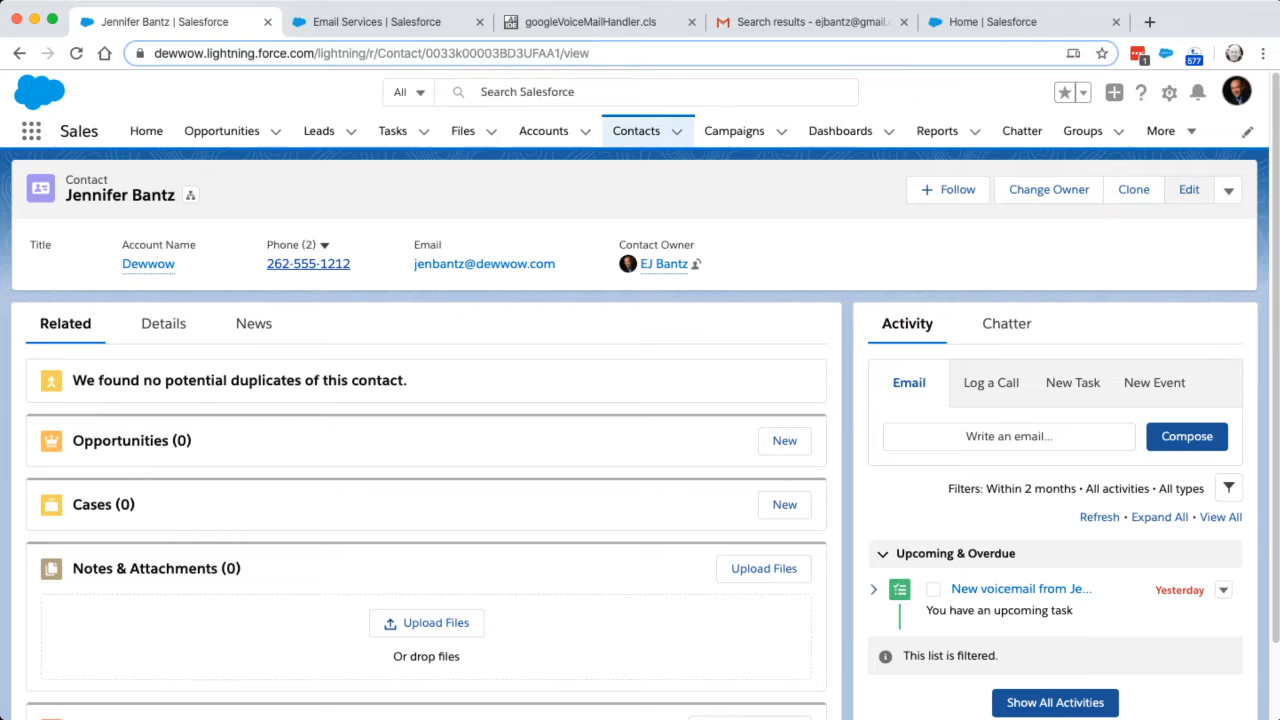 Jennifer Bantz | Salesforce
Email Services | Salesforce
googleVoiceMailHandler.cls
Search results - ejbantz@gmail.c
Home | Salesforce
dewwow.lightning.force.com/lightning/r/Contact/0033k00003BD3UFAA1/view
1
577
All
Search Salesforce
Sales
Home
Opportunities
Leads
Tasks
Files
Accounts
Contacts
Campaigns
Dashboards
Reports
Chatter
Groups
More
Contact
Jennifer Bantz
Follow
Change Owner
Clone
Edit
Title
Account Name
Phone (2)
Email
Contact Owner
Dewwow
262-555-1212
jenbantz@dewwow.com
EJ Bantz
Related
Details
News
We found no potential duplicates of this contact.
Opportunities (0)
New
Cases (0)
New
Notes & Attachments (0)
Upload Files
Upload Files
Or drop files
Activity
Chatter
Email
Log a Call
New Task
New Event
Write an email...
Compose
Filters: Within 2 months • All activities • All types
Refresh • Expand All • View All
Upcoming & Overdue
New voicemail from Je...
Yesterday
You have an upcoming task
This list is filtered.
Show All Activities